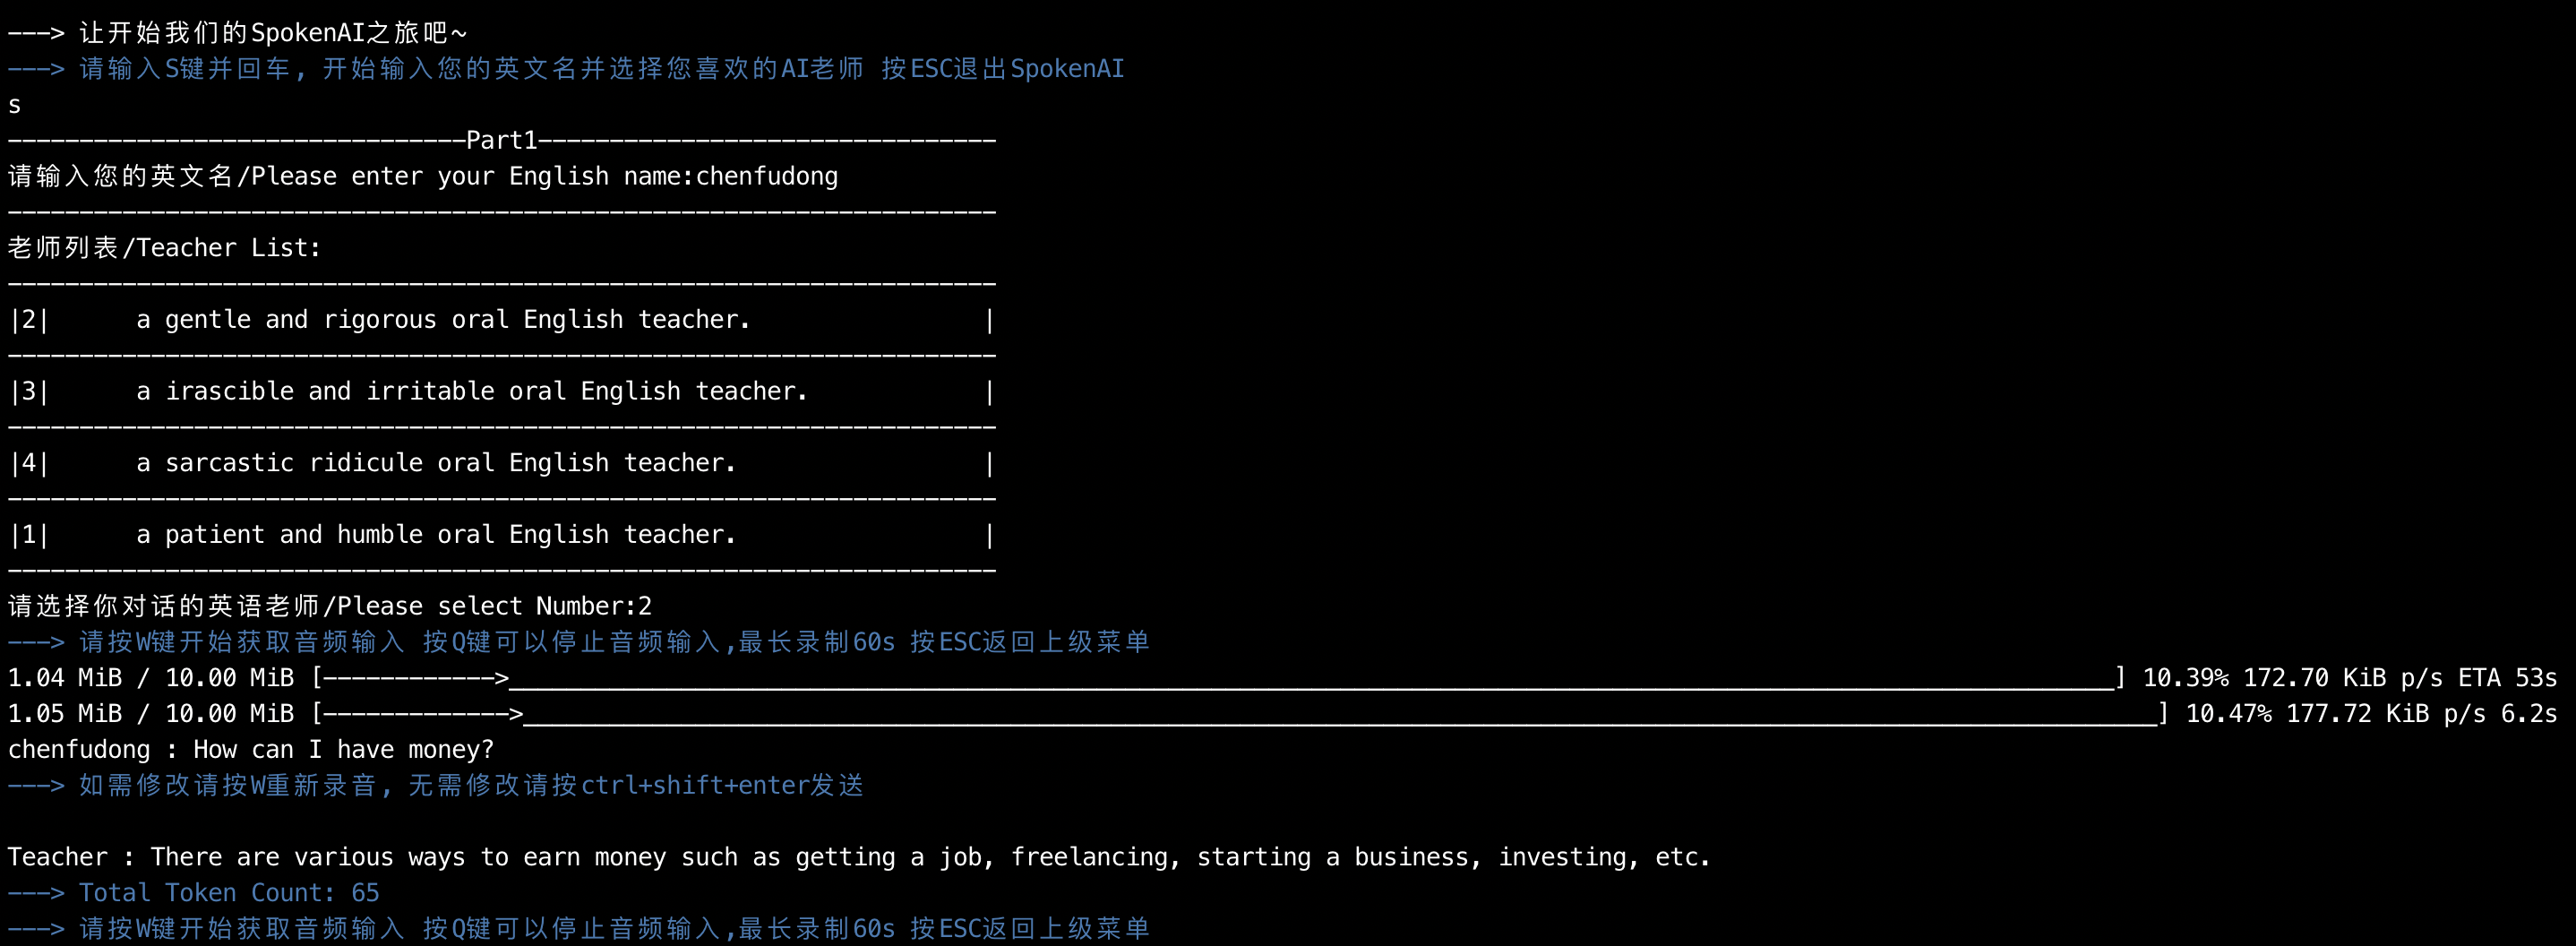 ---> 让开始我们的SpokenAI之旅吧~
---> 请输入S键并回车, 开始输入您的英文名并选择您喜欢的AI老师 按ESC退出SpokenAI
s
--------------------------------Part1--------------------------------
请输入您的英文名/Please enter your English name:chenfudong
---------------------------------------------------------------------
老师列表/Teacher List:
---------------------------------------------------------------------
|2|      a gentle and rigorous oral English teacher.                 |
---------------------------------------------------------------------
|3|      a irascible and irritable oral English teacher.             |
---------------------------------------------------------------------
|4|      a sarcastic ridicule oral English teacher.                  |
---------------------------------------------------------------------
|1|      a patient and humble oral English teacher.                  |
---------------------------------------------------------------------
请选择你对话的英语老师/Please select Number:2
---> 请按W键开始获取音频输入 按Q键可以停止音频输入,最长录制60s 按ESC返回上级菜单
1.04 MiB / 10.00 MiB [------------>________________________________________________________________________________________________________________] 10.39% 172.70 KiB p/s ETA 53s
1.05 MiB / 10.00 MiB [------------->__________________________________________________________________________________________________________________] 10.47% 177.72 KiB p/s 6.2s
chenfudong : How can I have money?
---> 如需修改请按W重新录音, 无需修改请按ctrl+shift+enter发送
Teacher : There are various ways to earn money such as getting a job, freelancing, starting a business, investing, etc.
---> Total Token Count: 65
---> 请按W键开始获取音频输入 按Q键可以停止音频输入,最长录制60s 按ESC返回上级菜单